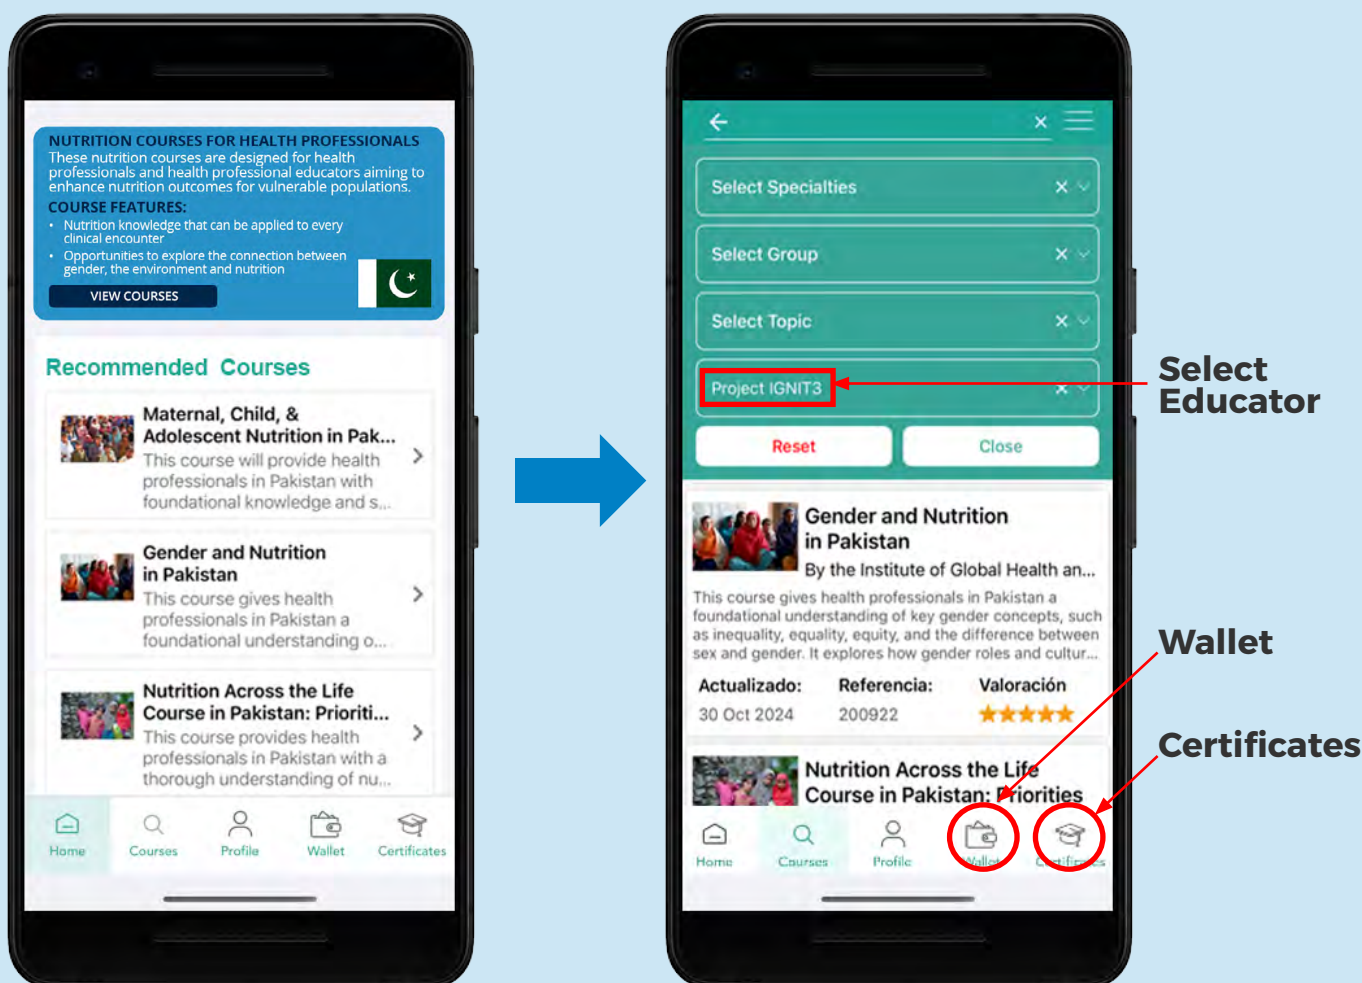 NUTRITION COURSES FOR HEALTH PROFESSIONALS
These nutrition courses are designed for health
professionals and health professional educators aiming to
enhance nutrition outcomes for vulnerable populations.
COURSE FEATURES:
• Nutrition knowledge that can be applied to every
clinical encounter
• Opportunities to explore the connection between
gender, the environment and nutrition
VIEW COURSES
Recommended Courses
Maternal, Child, &
Adolescent Nutrition in Pak...
This course will provide health
professionals in Pakistan with
foundational knowledge and s...
Gender and Nutrition
in Pakistan
This course gives health
professionals in Pakistan a
foundational understanding o...
Nutrition Across the Life
Course in Pakistan: Prioriti...
This course provides health
professionals in Pakistan with a
thorough understanding of nu...
Home Courses Profile Wallet Certificates
Select Specialties
Select Group
Select Topic
Project IGNIT3
Reset Close
Gender and Nutrition
in Pakistan
By the Institute of Global Health an...
This course gives health professionals in Pakistan a
foundational understanding of key gender concepts, such
as inequality, equality, equity, and the difference between
sex and gender. It explores how gender roles and cultur...
Actualizado: Referencia: Valoración
30 Oct 2024 200922
Nutrition Across the Life
Course in Pakistan: Priorities
Home Courses Profile Wallet Certificates
Select
Educator
Wallet
Certificates